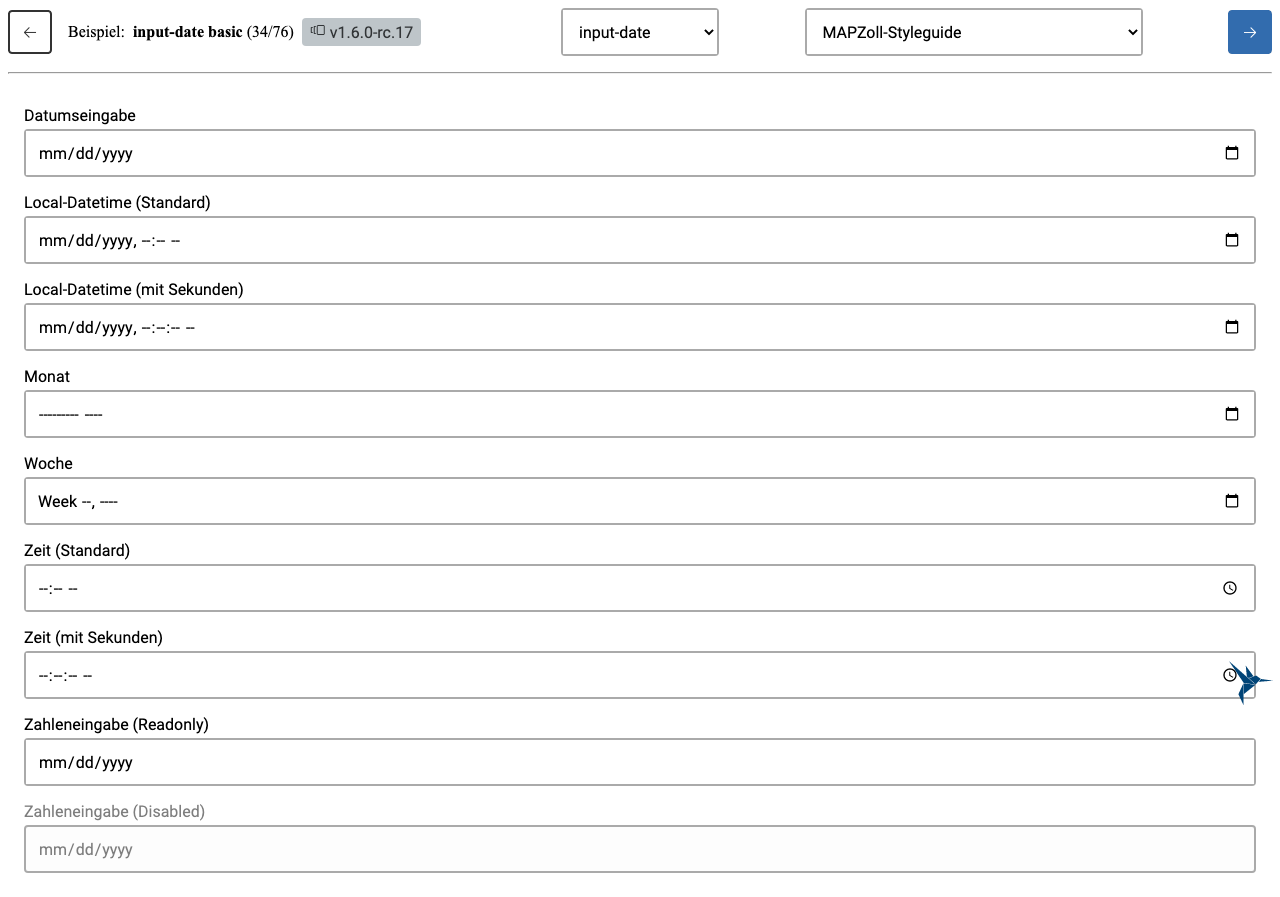 Beispiel: input-date basic (34/76) v1.6.0-rc.17 input-date MAPZoll-Styleguide
Datumseingabe
mm/dd/yyyy
Local-Datetime (Standard)
mm/dd/yyyy, --:-- --
Local-Datetime (mit Sekunden)
mm/dd/yyyy, --:--:-- --
Monat
--------- ----
Woche
Week --, ----
Zeit (Standard)
--:-- --
Zeit (mit Sekunden)
--:--:-- --
Zahleneingabe (Readonly)
mm/dd/yyyy
Zahleneingabe (Disabled)
mm/dd/yyyy